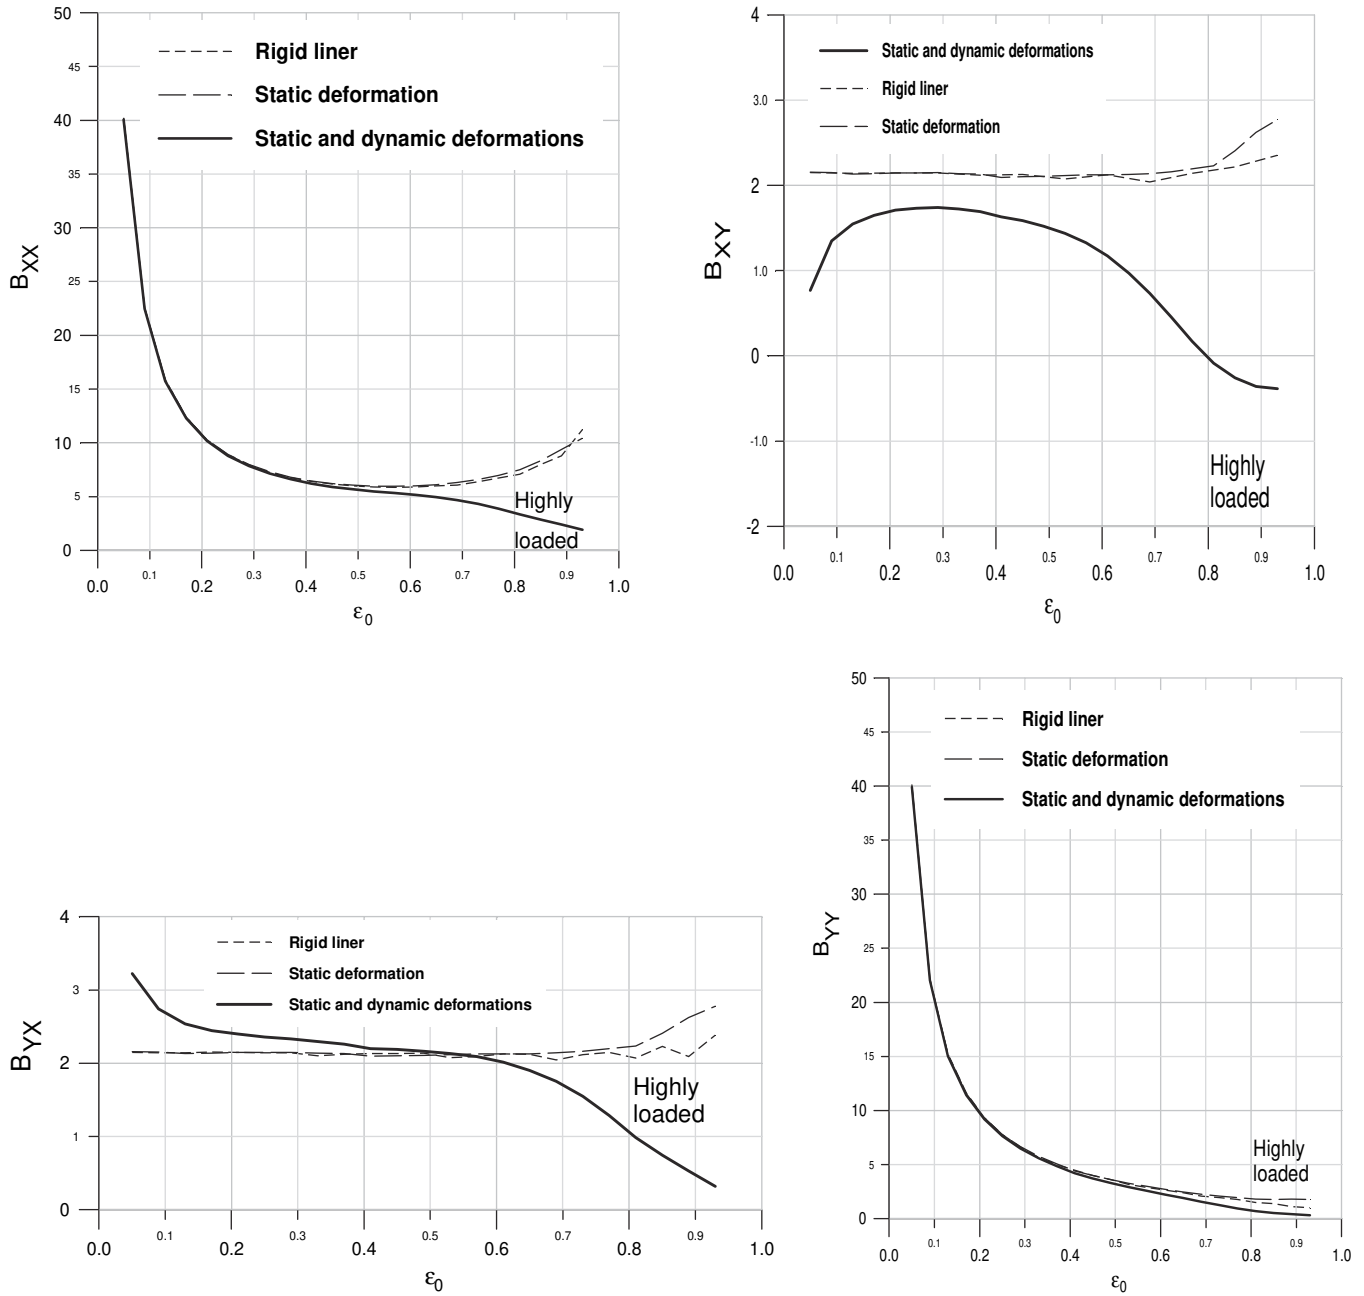 50
45
40
35
30
25
20
15
10
5
0
B_XX
Rigid liner
Static deformation
Static and dynamic deformations
Highly
loaded
0.1 0.3 0.5 0.7 0.9
0.0 0.2 0.4 0.6 0.8 1.0
ε_0
4
3.0
2
1.0
0
-1.0
-2
B_XY
Static and dynamic deformations
Rigid liner
Static deformation
Highly
loaded
0.1 0.3 0.5 0.7 0.9
0.0 0.2 0.4 0.6 0.8 1.0
ε_0
4
3
2
1
0
B_YX
Rigid liner
Static deformation
Static and dynamic deformations
Highly
loaded
0.1 0.3 0.5 0.7 0.9
0.0 0.2 0.4 0.6 0.8 1.0
ε_0
50
45
40
35
30
25
20
15
10
5
0
B_YY
Rigid liner
Static deformation
Static and dynamic deformations
Highly
loaded
0.1 0.3 0.5 0.7 0.9
0.0 0.2 0.4 0.6 0.8 1.0
ε_0